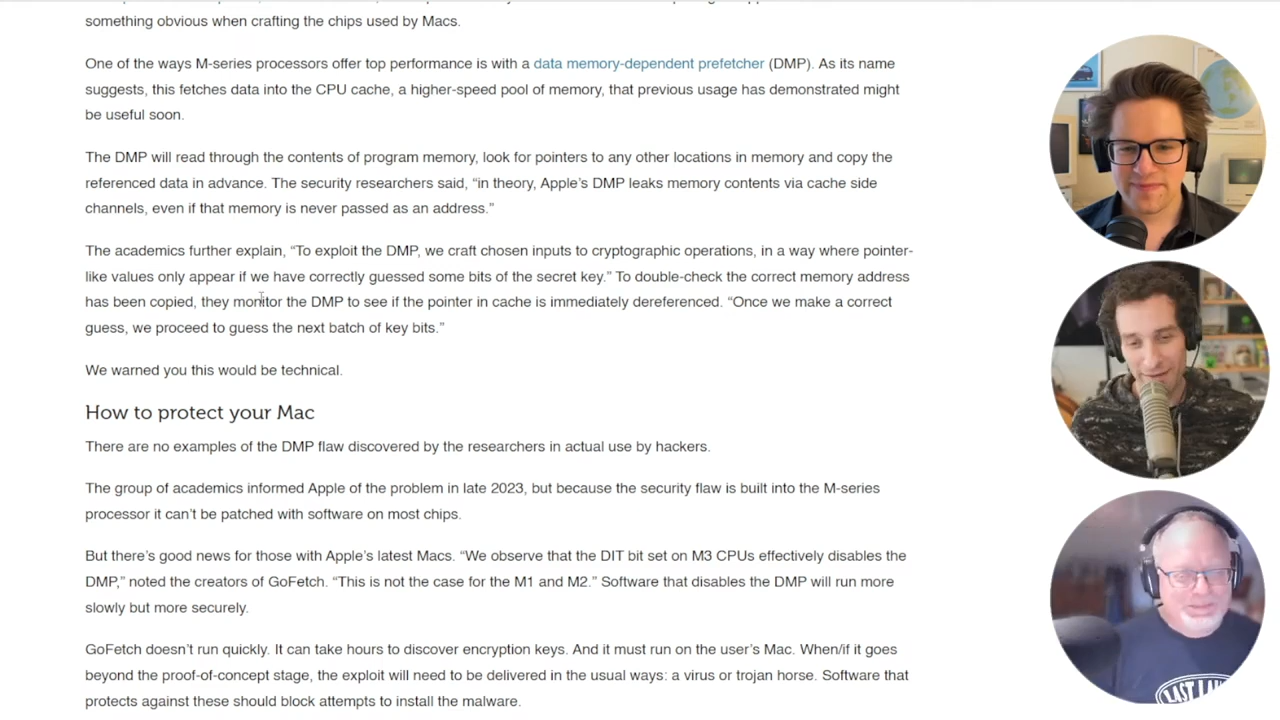 something obvious when crafting the chips used by Macs.
One of the ways M-series processors offer top performance is with a data memory-dependent prefetcher (DMP). As its name
suggests, this fetches data into the CPU cache, a higher-speed pool of memory, that previous usage has demonstrated might
be useful soon.
The DMP will read through the contents of program memory, look for pointers to any other locations in memory and copy the
referenced data in advance. The security researchers said, “in theory, Apple’s DMP leaks memory contents via cache side
channels, even if that memory is never passed as an address.”
The academics further explain, “To exploit the DMP, we craft chosen inputs to cryptographic operations, in a way where pointer-
like values only appear if we have correctly guessed some bits of the secret key.” To double-check the correct memory address
has been copied, they monitor the DMP to see if the pointer in cache is immediately dereferenced. “Once we make a correct
guess, we proceed to guess the next batch of key bits.”
We warned you this would be technical.
How to protect your Mac
There are no examples of the DMP flaw discovered by the researchers in actual use by hackers.
The group of academics informed Apple of the problem in late 2023, but because the security flaw is built into the M-series
processor it can’t be patched with software on most chips.
But there’s good news for those with Apple’s latest Macs. “We observe that the DIT bit set on M3 CPUs effectively disables the
DMP,” noted the creators of GoFetch. “This is not the case for the M1 and M2.” Software that disables the DMP will run more
slowly but more securely.
GoFetch doesn’t run quickly. It can take hours to discover encryption keys. And it must run on the user’s Mac. When/if it goes
beyond the proof-of-concept stage, the exploit will need to be delivered in the usual ways: a virus or trojan horse. Software that
protects against these should block attempts to install the malware.